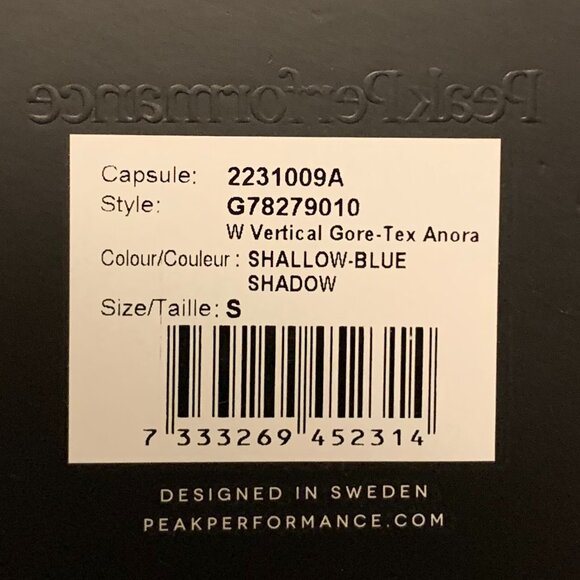 PeakPerformance
Capsule: 2231009A
Style: G78279010
W Vertical Gore-Tex Anora
Colour/Couleur : SHALLOW-BLUE
SHADOW
Size/Taille: S
7 333269 452314
DESIGNED IN SWEDEN
PEAKPERFORMANCE.COM